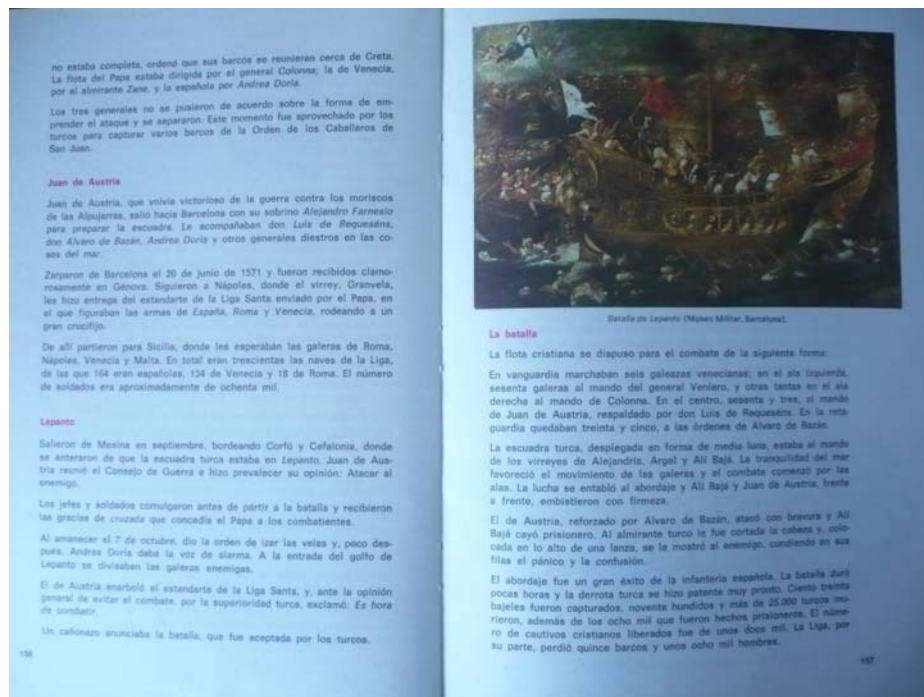 no estaba completa, ordenó que sus barcos se reunieran cerca de Creta.
La flota del Papa estaba dirigida por el general Colonna; la de Venecia,
por el almirante Zane, y la española por Andrea Doria.
Los tres generales no se pusieron de acuerdo sobre la forma de em-
prender el ataque y se separaron. Este momento fue aprovechado por los
turcos para capturar varios barcos de la Orden de los Caballeros de
San Juan.
Juan de Austria
Juan de Austria, que volvía victorioso de la guerra contra los moriscos
de las Alpujarras, salió hacia Barcelona con su sobrino Alejandro Farnesio
para preparar la escuadra. Le acompañaban don Luis de Requeséns,
don Alvaro de Bazán, Andrea Doria y otros generales diestros en las co-
sas del mar.
Zarparon de Barcelona el 20 de junio de 1571 y fueron recibidos clamo-
rosamente en Génova. Siguieron a Nápoles, donde el virrey, Granvela,
les hizo entrega del estandarte de la Liga Santa enviado por el Papa, en
el que figuraban las armas de España, Roma y Venecia, rodeando a un
gran crucifijo.
De allí partieron para Sicilia, donde les esperaban las galeras de Roma,
Nápoles, Venecia y Malta. En total eran trescientas las naves de la Liga,
de las que 164 eran españolas, 134 de Venecia y 18 de Roma. El número
de soldados era aproximadamente de ochenta mil.
Lepanto
Salieron de Mesina en septiembre, bordeando Corfú y Cefalonia, donde
se enteraron de que la escuadra turca estaba en Lepanto. Juan de Aus-
tria reunió el Consejo de Guerra e hizo prevalecer su opinión: Atacar al
enemigo.
Los jefes y soldados comulgaron antes de partir a la batalla y recibieron
las gracias de cruzada que concedía el Papa a los combatientes.
Al amanecer el 7 de octubre, dio la orden de izar las velas y, poco des-
pués, Andrea Doria daba la voz de alarma. A la entrada del golfo de
Lepanto se divisaban las galeras enemigas.
El de Austria enarboló el estandarte de la Liga Santa, y, ante la opinión
general de evitar el combate, por la superioridad turca, exclamó: Es hora
de combatir.
Un cañonazo anunciaba la batalla, que fue aceptada por los turcos.
156
Batalla de Lepanto (Museo Militar, Barcelona).
La batalla
La flota cristiana se dispuso para el combate de la siguiente forma:
En vanguardia marchaban seis galeazas venecianas; en el ala izquierda,
sesenta galeras al mando del general Veniero, y otras tantas en el ala
derecha al mando de Colonna. En el centro, sesenta y tres, al mando
de Juan de Austria, respaldado por don Luis de Requeséns. En la reta-
guardia quedaban treinta y cinco, a las órdenes de Alvaro de Bazán.
La escuadra turca, desplegada en forma de media luna, estaba al mando
de los virreyes de Alejandría, Argel y Alí Bajá. La tranquilidad del mar
favoreció el movimiento de las galeras y el combate comenzó por las
alas. La lucha se entabló al abordaje y Alí Bajá y Juan de Austria, frente
a frente, embistieron con firmeza.
El de Austria, reforzado por Alvaro de Bazán, atacó con bravura y Alí
Bajá cayó prisionero. Al almirante turco le fue cortada la cabeza y, colo-
cada en lo alto de una lanza, se le mostró al enemigo, cundiendo en sus
filas el pánico y la confusión.
El abordaje fue un gran éxito de la infantería española. La batalla duró
pocas horas y la derrota turca se hizo patente muy pronto. Ciento treinta
bajeles fueron capturados, noventa hundidos y más de 25.000 turcos mu-
rieron, además de los ocho mil que fueron hechos prisioneros. El núme-
ro de cautivos cristianos liberados fue de unos doce mil. La Liga, por
su parte, perdió quince barcos y unos ocho mil hombres.
157